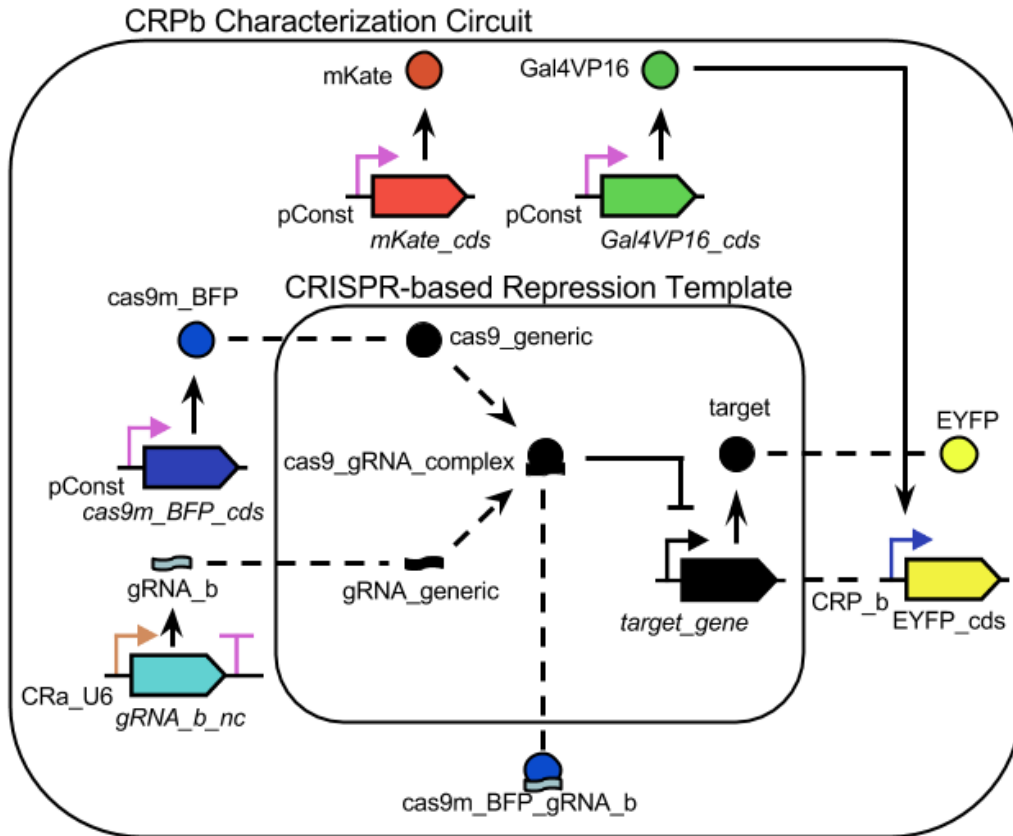 CRPb Characterization Circuit
mKate
Gal4VP16
pConst
mKate_cds
pConst
Gal4VP16_cds
CRISPR-based Repression Template
cas9m_BFP
cas9_generic
target
EYFP
cas9_gRNA_complex
pConst
cas9m_BFP_cds
gRNA_b
gRNA_generic
target_gene
CRP_b
EYFP_cds
CRa_U6
gRNA_b_nc
cas9m_BFP_gRNA_b